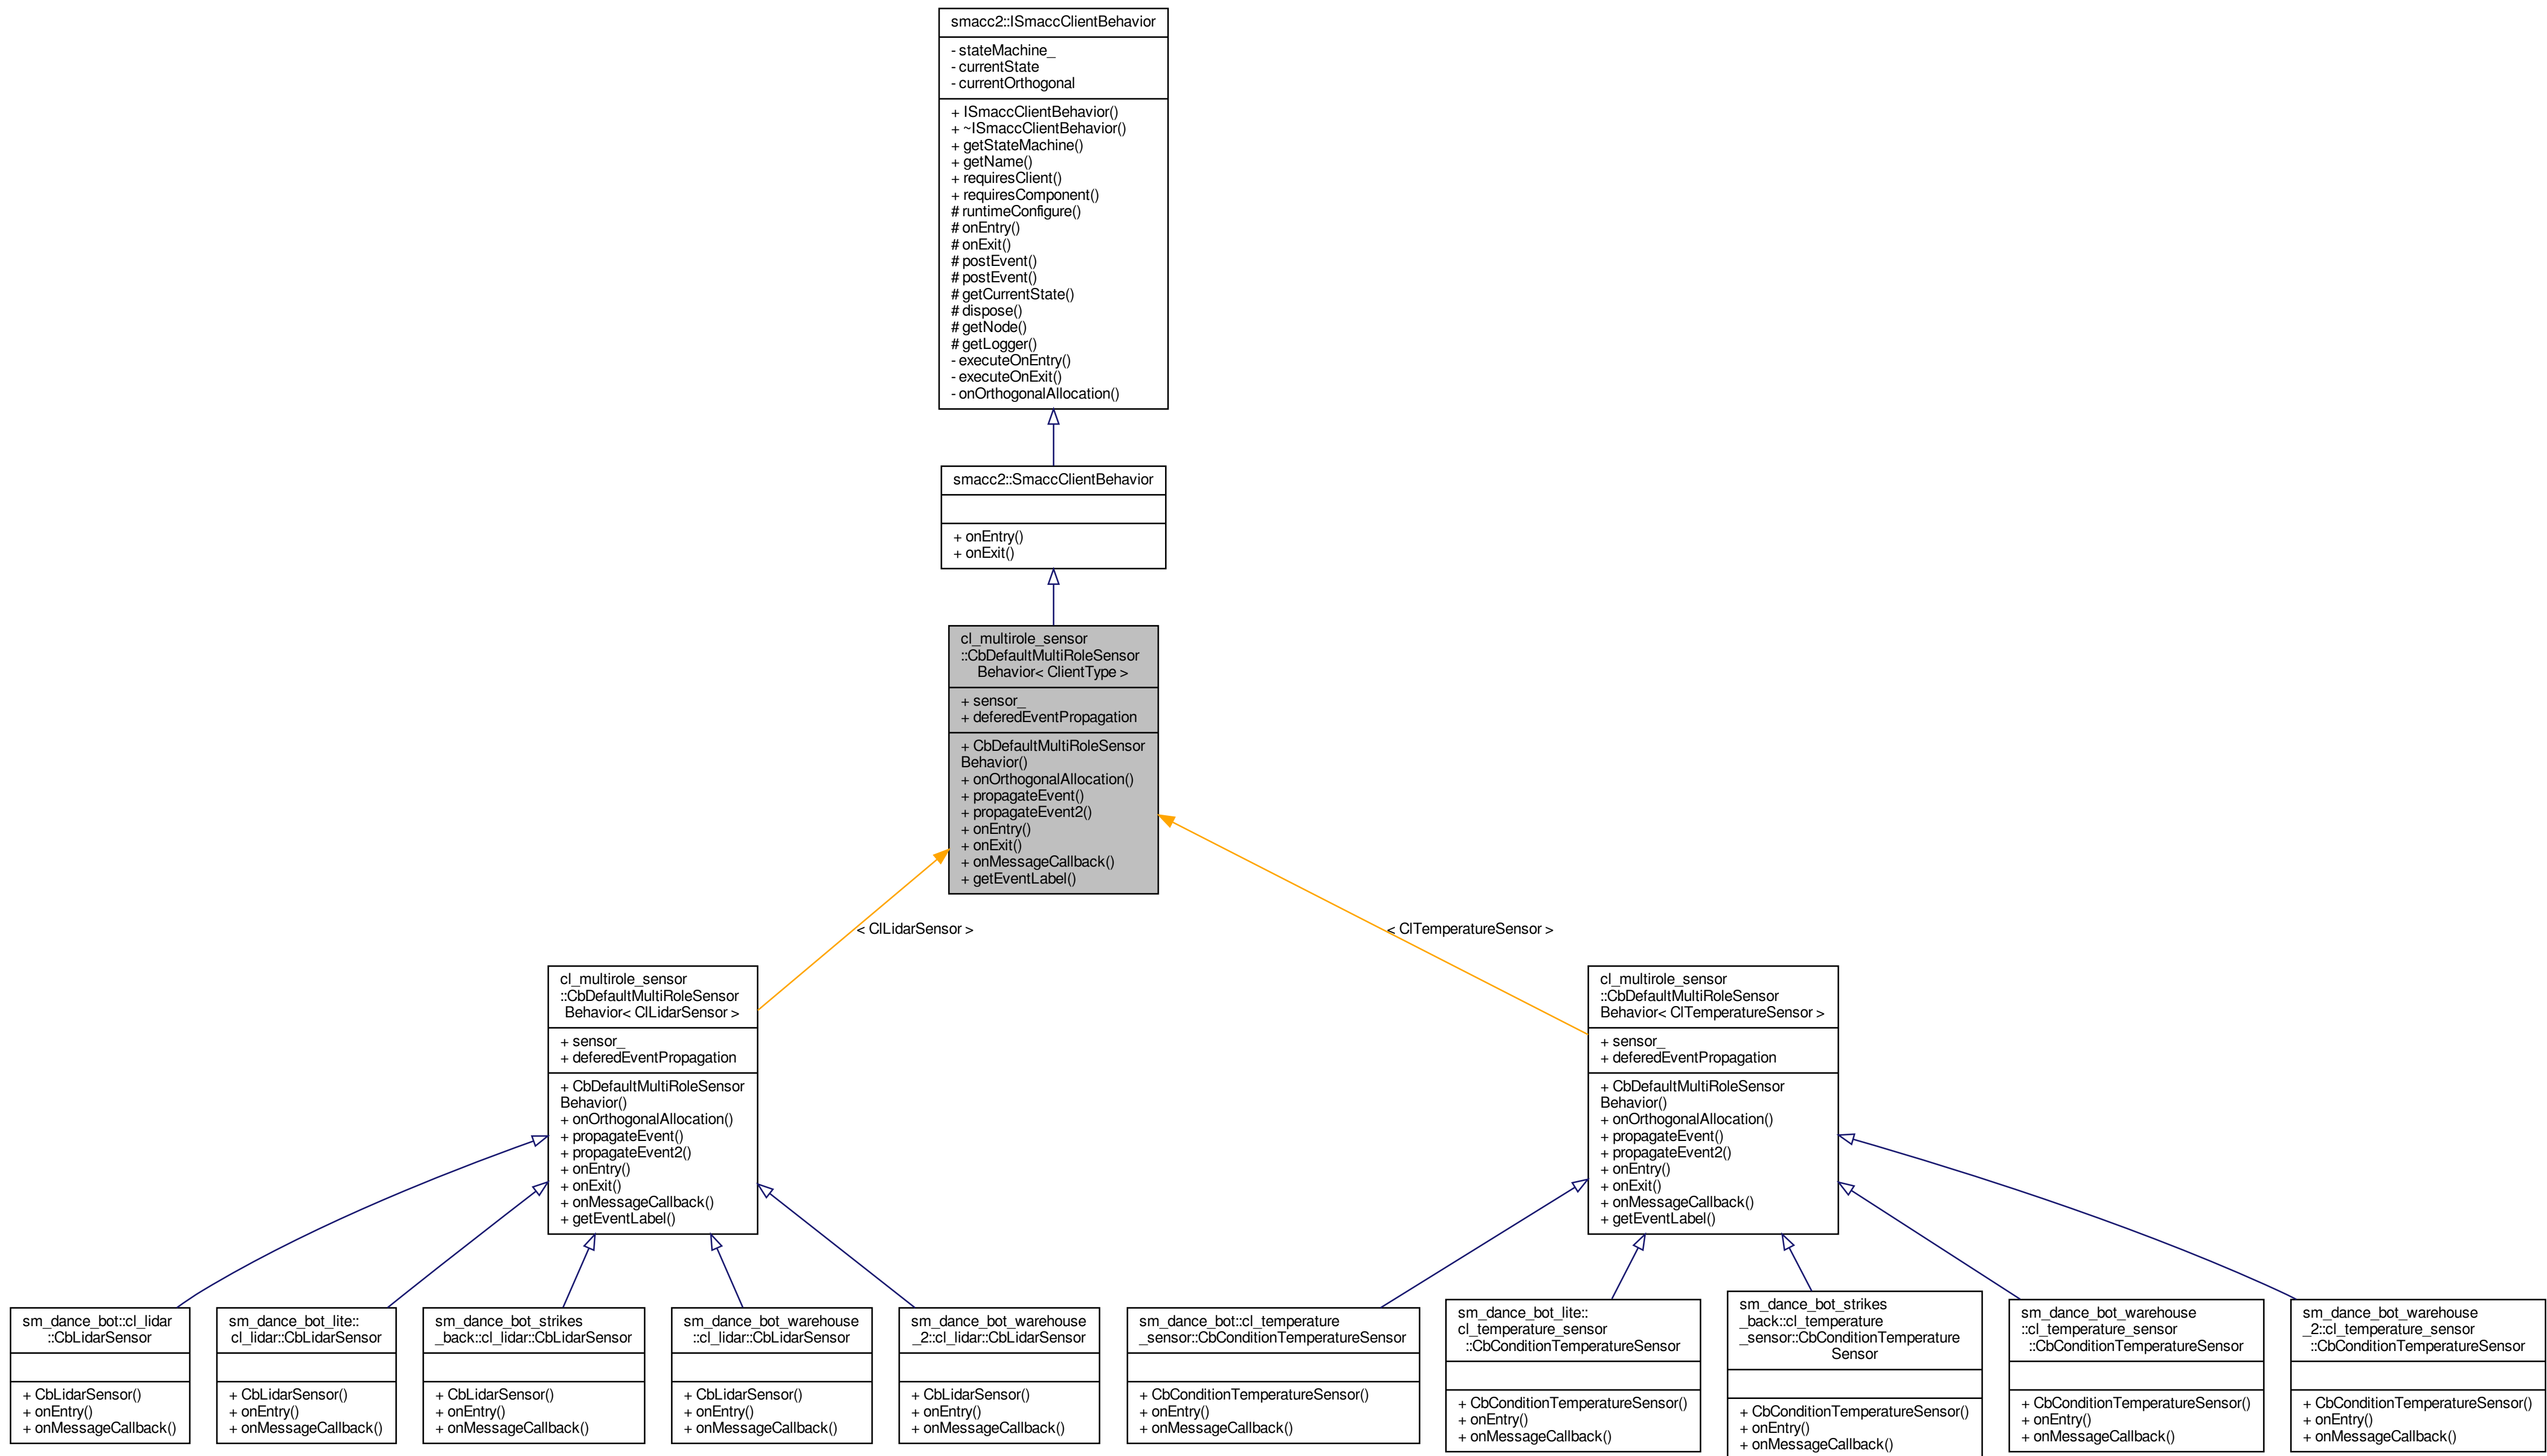 smacc2::ISmaccClientBehavior
- stateMachine_
- currentState
- currentOrthogonal
+ ISmaccClientBehavior()
+ ~ISmaccClientBehavior()
+ getStateMachine()
+ getName()
+ requiresClient()
+ requiresComponent()
# runtimeConfigure()
# onEntry()
# onExit()
# postEvent()
# postEvent()
# getCurrentState()
# dispose()
# getNode()
# getLogger()
- executeOnEntry()
- executeOnExit()
- onOrthogonalAllocation()
smacc2::SmaccClientBehavior
+ onEntry()
+ onExit()
cl_multirole_sensor
::CbDefaultMultiRoleSensor
Behavior< ClientType >
+ sensor_
+ deferedEventPropagation
+ CbDefaultMultiRoleSensor
Behavior()
+ onOrthogonalAllocation()
+ propagateEvent()
+ propagateEvent2()
+ onEntry()
+ onExit()
+ onMessageCallback()
+ getEventLabel()
< ClLidarSensor >
< ClTemperatureSensor >
cl_multirole_sensor
::CbDefaultMultiRoleSensor
Behavior< ClLidarSensor >
+ sensor_
+ deferedEventPropagation
+ CbDefaultMultiRoleSensor
Behavior()
+ onOrthogonalAllocation()
+ propagateEvent()
+ propagateEvent2()
+ onEntry()
+ onExit()
+ onMessageCallback()
+ getEventLabel()
cl_multirole_sensor
::CbDefaultMultiRoleSensor
Behavior< ClTemperatureSensor >
+ sensor_
+ deferedEventPropagation
+ CbDefaultMultiRoleSensor
Behavior()
+ onOrthogonalAllocation()
+ propagateEvent()
+ propagateEvent2()
+ onEntry()
+ onExit()
+ onMessageCallback()
+ getEventLabel()
sm_dance_bot::cl_lidar
::CbLidarSensor
+ CbLidarSensor()
+ onEntry()
+ onMessageCallback()
sm_dance_bot_lite::
cl_lidar::CbLidarSensor
+ CbLidarSensor()
+ onEntry()
+ onMessageCallback()
sm_dance_bot_strikes
_back::cl_lidar::CbLidarSensor
+ CbLidarSensor()
+ onEntry()
+ onMessageCallback()
sm_dance_bot_warehouse
::cl_lidar::CbLidarSensor
+ CbLidarSensor()
+ onEntry()
+ onMessageCallback()
sm_dance_bot_warehouse
_2::cl_lidar::CbLidarSensor
+ CbLidarSensor()
+ onEntry()
+ onMessageCallback()
sm_dance_bot::cl_temperature
_sensor::CbConditionTemperatureSensor
+ CbConditionTemperatureSensor()
+ onEntry()
+ onMessageCallback()
sm_dance_bot_lite::
cl_temperature_sensor
::CbConditionTemperatureSensor
+ CbConditionTemperatureSensor()
+ onEntry()
+ onMessageCallback()
sm_dance_bot_strikes
_back::cl_temperature
_sensor::CbConditionTemperature
Sensor
+ CbConditionTemperatureSensor()
+ onEntry()
+ onMessageCallback()
sm_dance_bot_warehouse
::cl_temperature_sensor
::CbConditionTemperatureSensor
+ CbConditionTemperatureSensor()
+ onEntry()
+ onMessageCallback()
sm_dance_bot_warehouse
_2::cl_temperature_sensor
::CbConditionTemperatureSensor
+ CbConditionTemperatureSensor()
+ onEntry()
+ onMessageCallback()